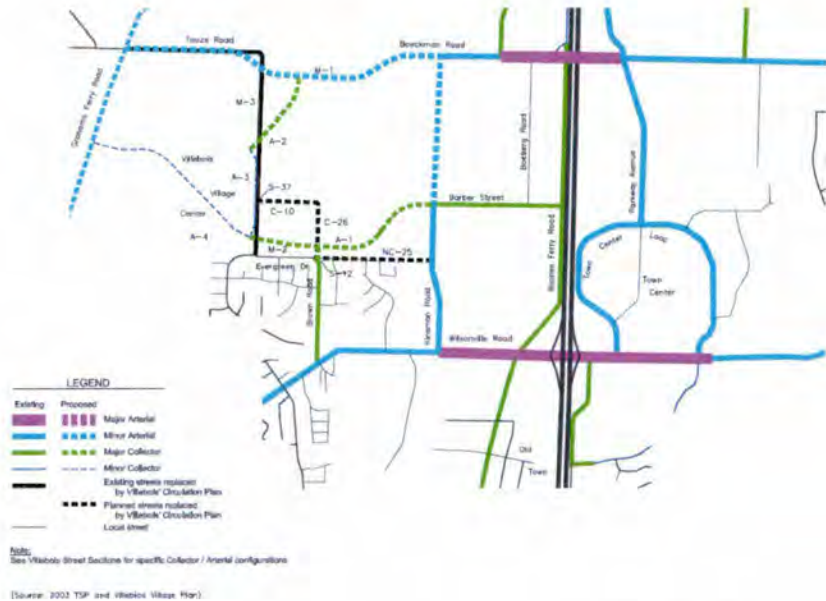 Tooze Road
Boeckman Road
M-1
Grahams Ferry Road
M-3
A-2
Boberg Road
Parkway Avenue
Villebois
Village
Center
A-3
S-37
C-10
C-26
Barber Street
A-4
A-1
M-2
NC-25
Evergreen Dr.
S-42
Brown Road
Kinsman Road
Boones Ferry Road
Town
Center
Loop
Town
Center
Wilsonville Road
Old
Town
LEGEND
Existing
Proposed
Major Arterial
Minor Arterial
Major Collector
Minor Collector
Existing streets replaced
by Villebois' Circulation Plan
Planned streets replaced
by Villebois' Circulation Plan
Local street
Note:
See Villebois Street Sections for specific Collector / Arterial configurations
(Source: 2003 TSP and Villebois Village Plan)